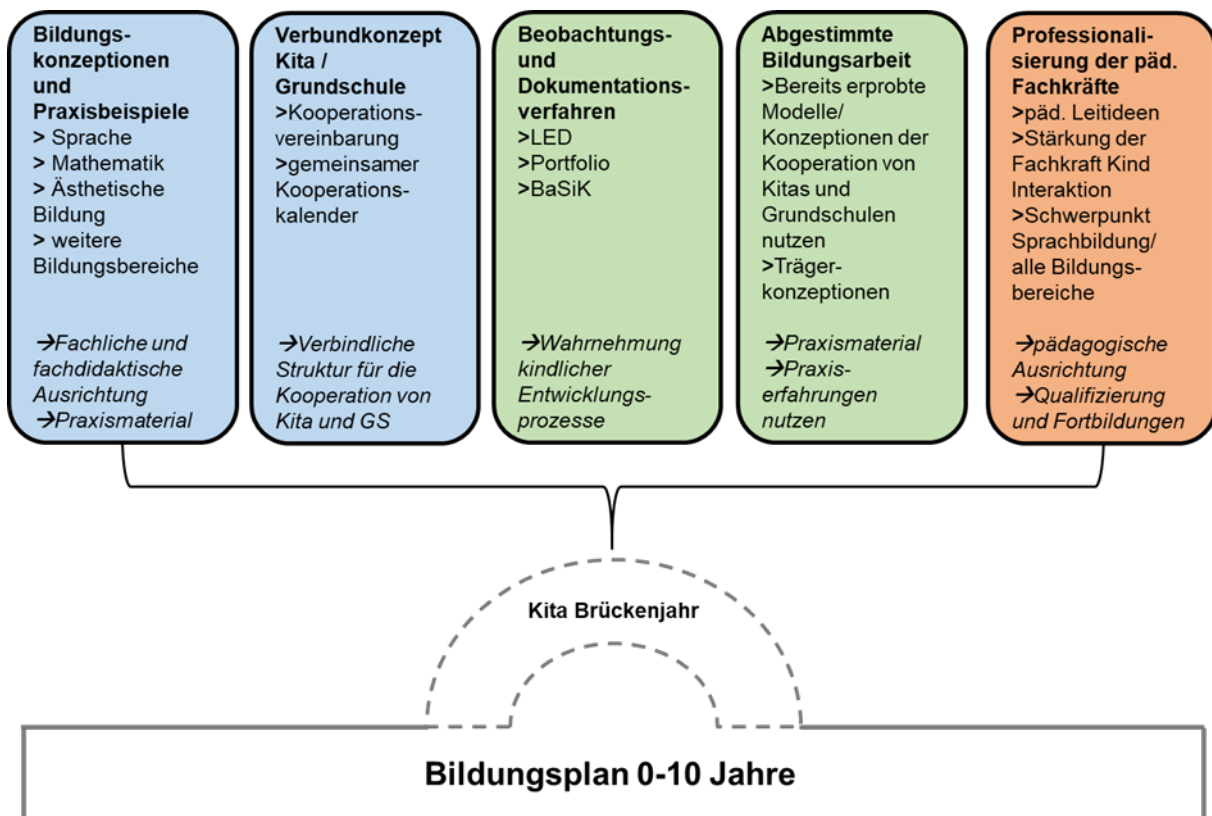 Bildungs-
konzeptionen
und
Praxisbeispiele
> Sprache
> Mathematik
> Ästhetische
Bildung
> weitere
Bildungsbereiche
→Fachliche und
fachdidaktische
Ausrichtung
→Praxismaterial
Verbundkonzept
Kita /
Grundschule
>Kooperations-
vereinbarung
>gemeinsamer
Kooperations-
kalender
→Verbindliche
Struktur für die
Kooperation von
Kita und GS
Beobachtungs-
und
Dokumentations-
verfahren
>LED
>Portfolio
>BaSiK
→Wahrnehmung
kindlicher
Entwicklungs-
prozesse
Abgestimmte
Bildungsarbeit
>Bereits erprobte
Modelle/
Konzeptionen der
Kooperation von
Kitas und
Grundschulen
nutzen
>Träger-
konzeptionen
→Praxismaterial
→Praxis-
erfahrungen
nutzen
Professionali-
sierung der päd.
Fachkräfte
>päd. Leitideen
>Stärkung der
Fachkraft Kind
Interaktion
>Schwerpunkt
Sprachbildung/
alle Bildungs-
bereiche
→pädagogische
Ausrichtung
→Qualifizierung
und Fortbildungen
Kita Brückenjahr
Bildungsplan 0-10 Jahre